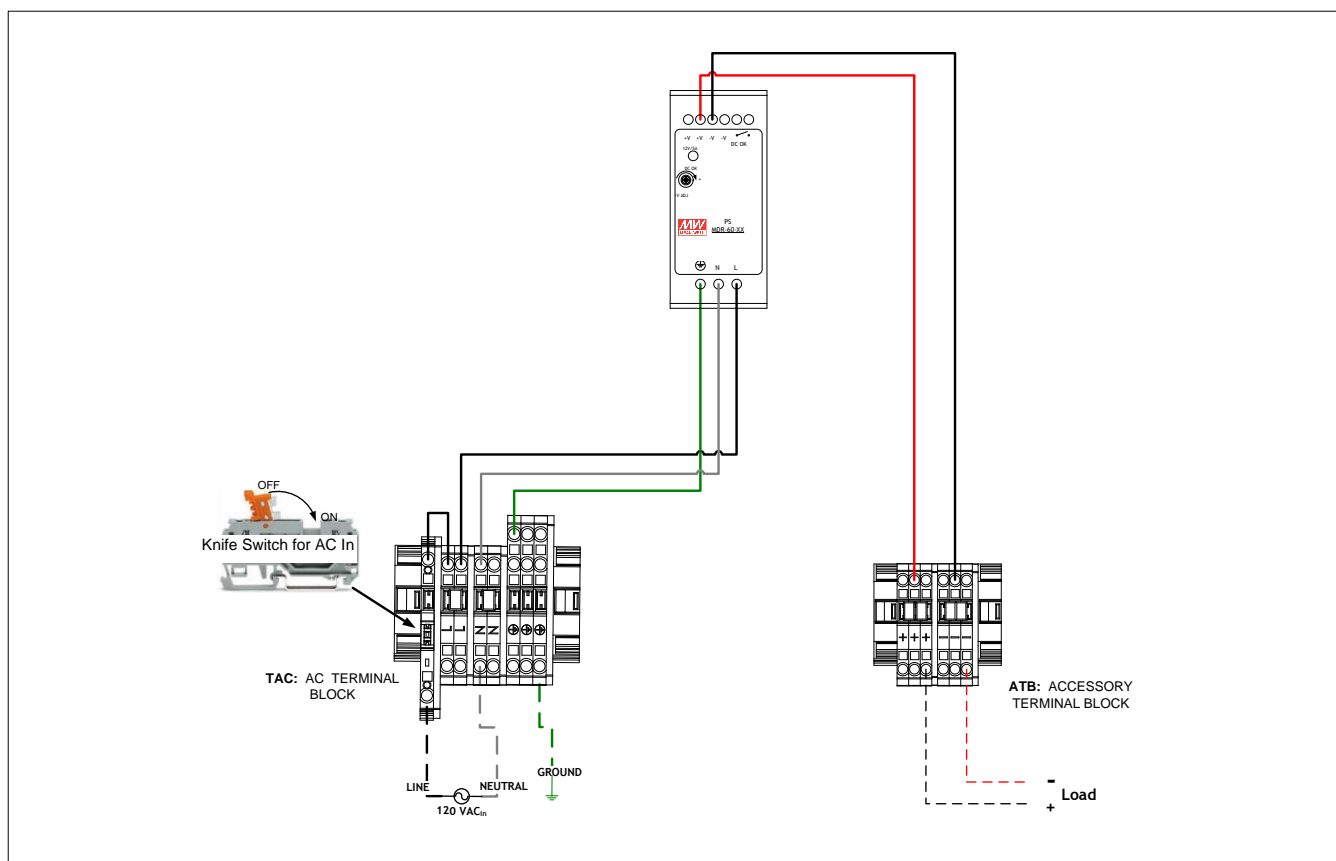 +V +V -V -V
DC OK
DC OK
+V ADJ
PS
MDR-60-XX
N L
OFF
ON
Knife Switch for AC In
L L N N
+ + +
TAC: AC TERMINAL
BLOCK
ATB: ACCESSORY
TERMINAL BLOCK
LINE
NEUTRAL
GROUND
120 VACIn
-
+
Load